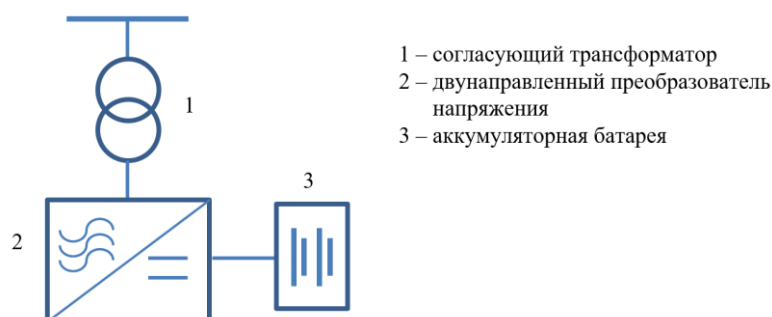 1 – согласующий трансформатор
2 – двунаправленный преобразователь
напряжения
3 – аккумуляторная батарея
1
3
2